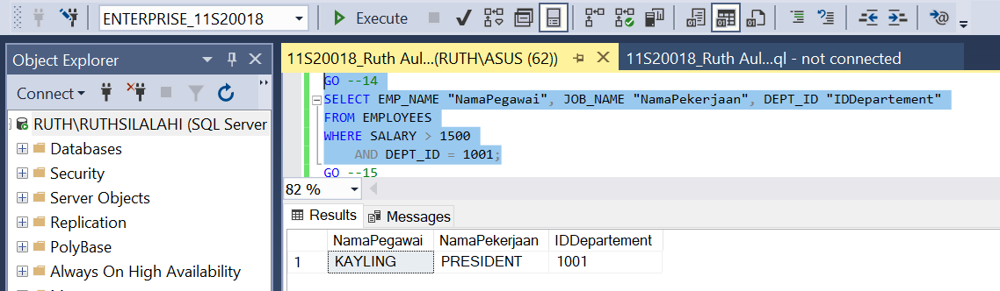 ENTERPRISE_11S20018
Execute
Object Explorer
Connect
RUTH\RUTHSILALAHI (SQL Server
Databases
Security
Server Objects
Replication
PolyBase
Always On High Availability
11S20018_Ruth Aul...(RUTH\ASUS (62))
11S20018_Ruth Aul...ql - not connected
GO --14
SELECT EMP_NAME "NamaPegawai", JOB_NAME "NamaPekerjaan", DEPT_ID "IDDepartement"
FROM EMPLOYEES
WHERE SALARY > 1500
AND DEPT_ID = 1001;
GO --15
82 %
Results Messages
NamaPegawai NamaPekerjaan IDDepartement
1 KAYLING PRESIDENT 1001